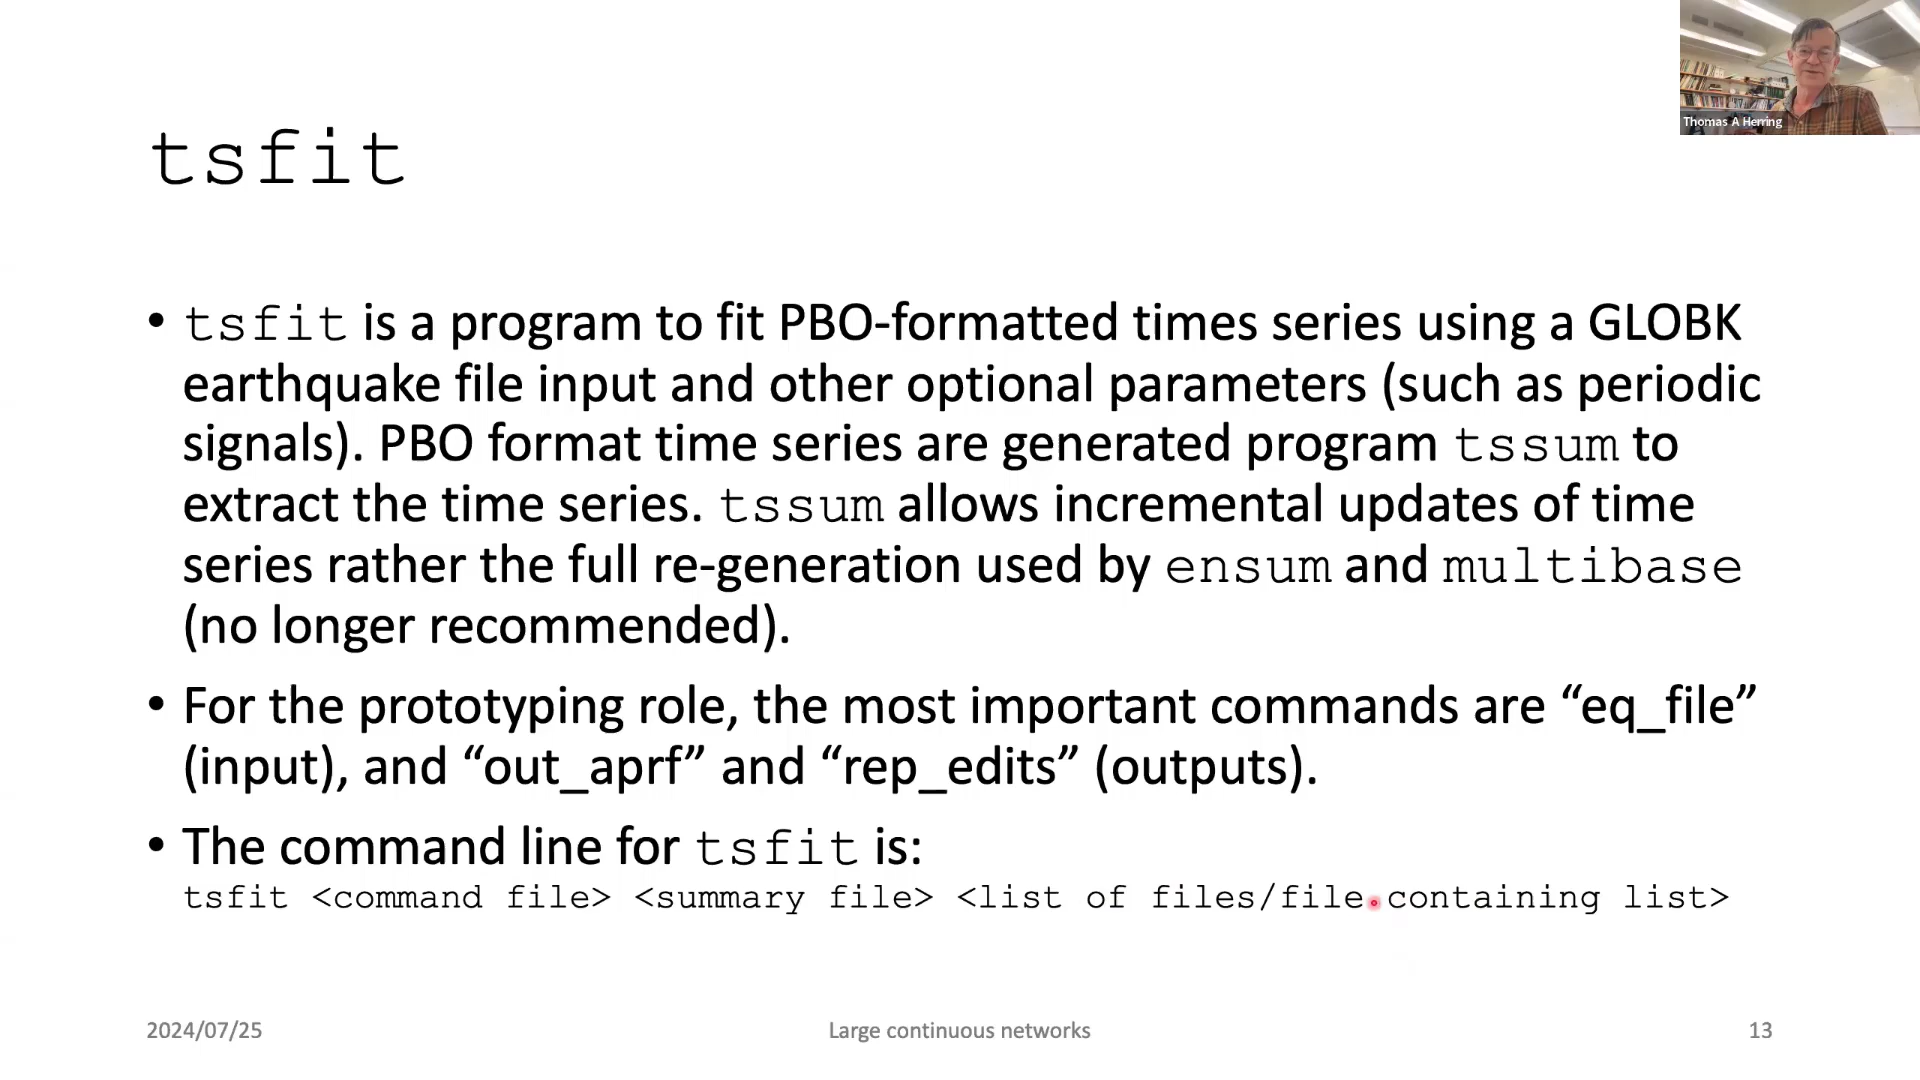 Thomas A Herring
tsfit
• tsfit is a program to fit PBO-formatted times series using a GLOBK
earthquake file input and other optional parameters (such as periodic
signals). PBO format time series are generated program tssum to
extract the time series. tssum allows incremental updates of time
series rather the full re-generation used by ensum and multibase
(no longer recommended).
• For the prototyping role, the most important commands are “eq_file”
(input), and “out_aprf” and “rep_edits” (outputs).
• The command line for tsfit is:
tsfit <command file> <summary file> <list of files/file containing list>
2024/07/25
Large continuous networks
13